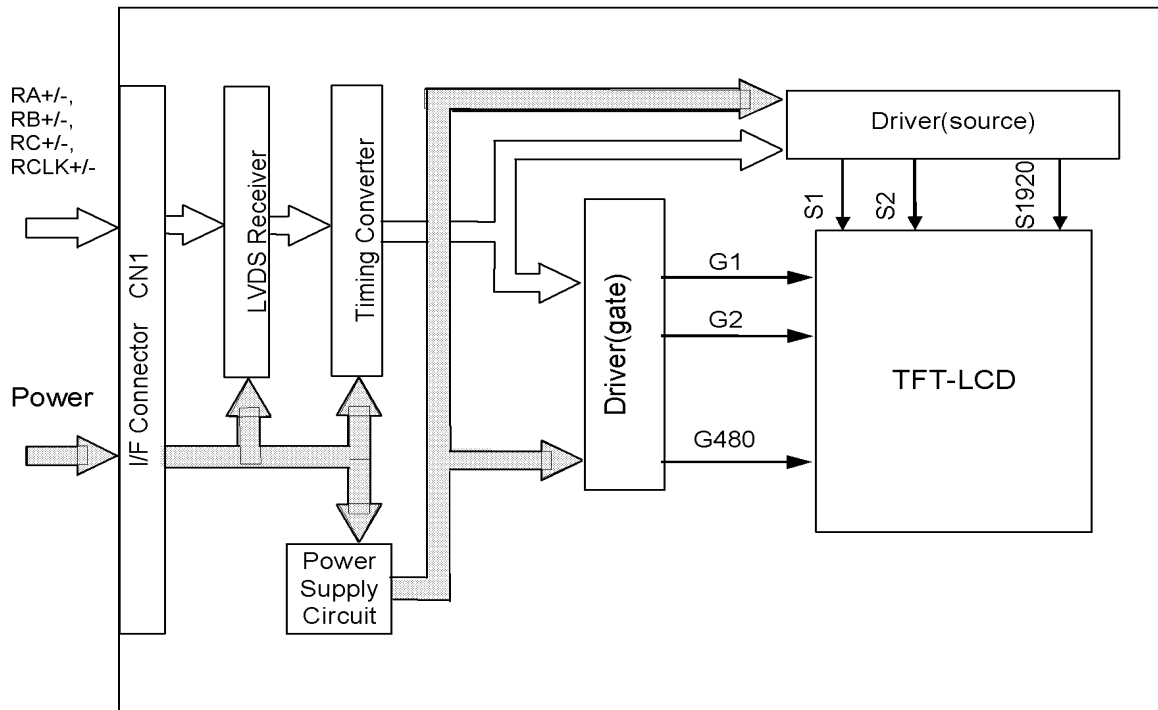 RA+/-,
RB+/-,
RC+/-,
RCLK+/-
Power
I/F Connector CN1
LVDS Receiver
Timing Converter
Power
Supply
Circuit
Driver(source)
S1
S2
S1920
Driver(gate)
G1
G2
G480
TFT-LCD